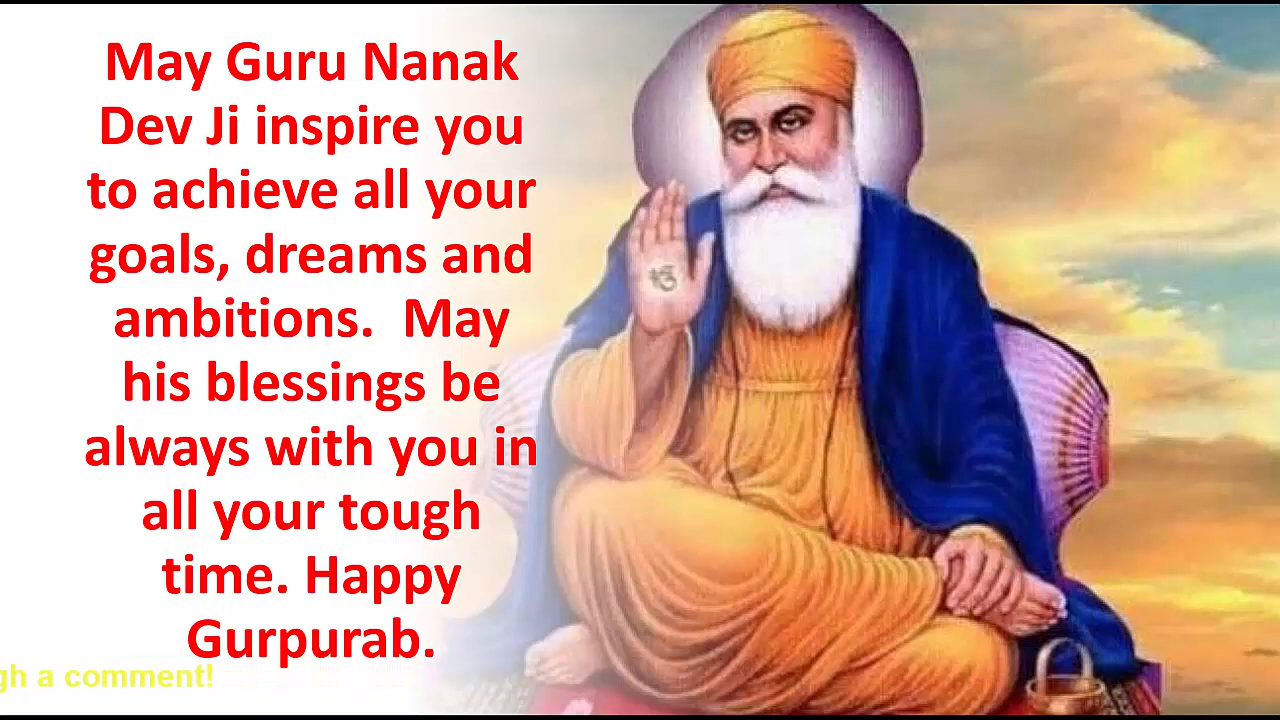 May Guru Nanak
Dev Ji inspire you
to achieve all your
goals, dreams and
ambitions.  May
his blessings be
always with you in
all your tough
time. Happy
Gurpurab.
gh a comment!
ੴ